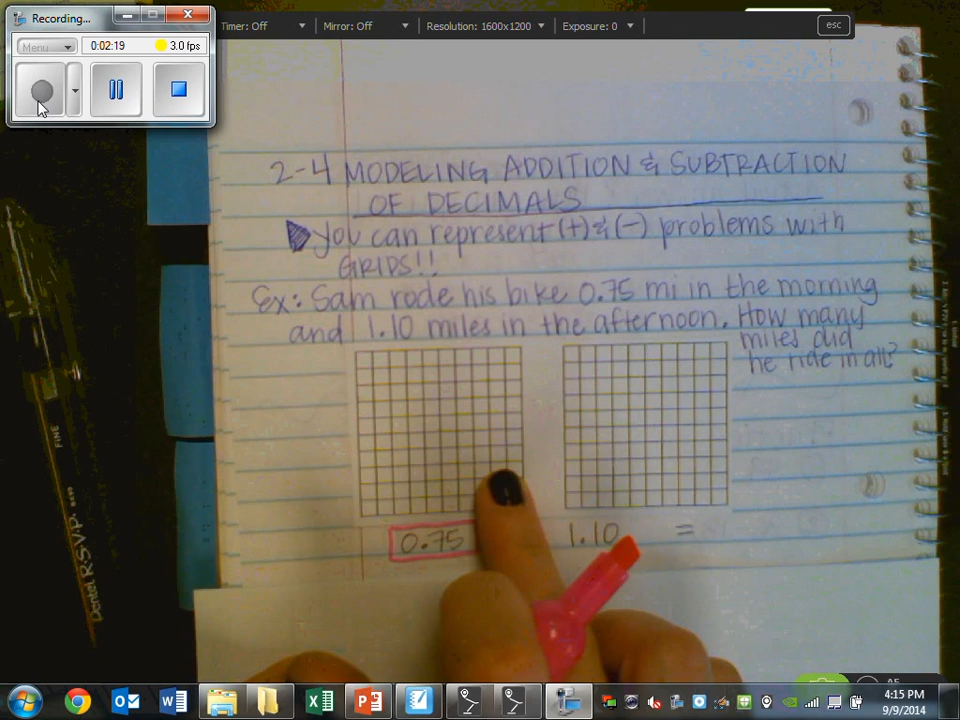 Recording...
Timer: Off
Mirror: Off
Resolution: 1600x1200
Exposure: 0
esc
Menu
0:02:19
3.0 fps
2-4 MODELING ADDITION & SUBTRACTION
OF DECIMALS
You can represent (+) & (-) problems with
GRIDS!!
Ex: Sam rode his bike 0.75 mi in the morning
and 1.10 miles in the afternoon. How many
miles did
he ride in all?
0.75
1.10 =
FINE
Pentel R.S.V.P.
AF
4:15 PM
9/9/2014